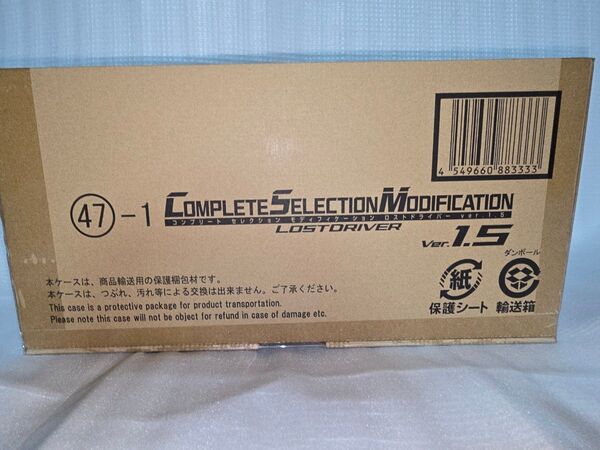 4 549660 883333
㊼-1 COMPLETE SELECTION MODIFICATION
コンプリート セレクション モディフィケーション ロストドライバー ver.1.5
LOSTDRIVER
Ver.1.5
本ケースは、商品輸送用の保護梱包材です。
本ケースは、つぶれ、汚れ等による交換は出来ません。ご了承ください。
This case is a protective package for product transportation.
Please note this case will not be object for refund in case of damage etc.
紙
保護シート
ダンボール
輸送箱